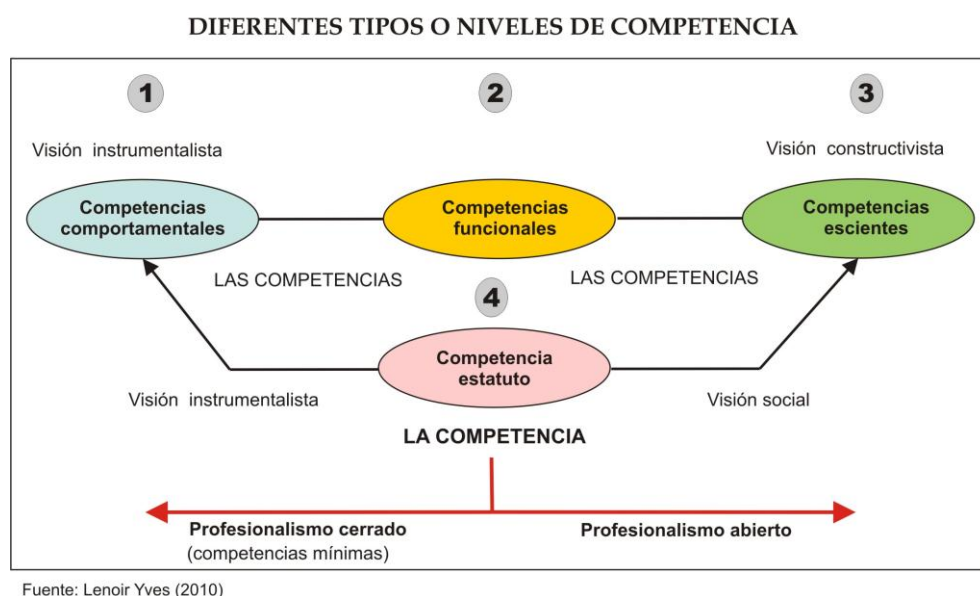 DIFERENTES TIPOS O NIVELES DE COMPETENCIA
1
2
3
Visión instrumentalista
Visión constructivista
Competencias
comportamentales
Competencias
funcionales
Competencias
escientes
LAS COMPETENCIAS
LAS COMPETENCIAS
4
Competencia
estatuto
Visión instrumentalista
Visión social
LA COMPETENCIA
Profesionalismo cerrado
(competencias mínimas)
Profesionalismo abierto
Fuente: Lenoir Yves (2010)